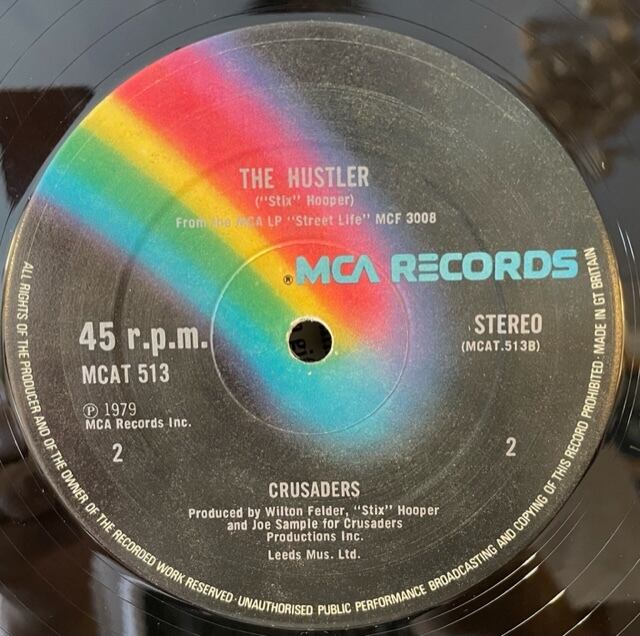 THE HUSTLER
("Stix" Hooper)
From the MCA LP "Street Life" MCF 3008
®MCA RECORDS
45 r.p.m.
MCAT 513
STEREO
(MCAT.513B)
Ⓟ 1979
MCA Records Inc.
2
2
CRUSADERS
Produced by Wilton Felder, "Stix" Hooper
and Joe Sample for Crusaders
Productions Inc.
Leeds Mus. Ltd.
ALL RIGHTS OF THE PRODUCER AND OF THE OWNER OF THE RECORDED WORK RESERVED · UNAUTHORISED PUBLIC PERFORMANCE BROADCASTING AND COPYING OF THIS RECORD PROHIBITED · MADE IN GT BRITAIN